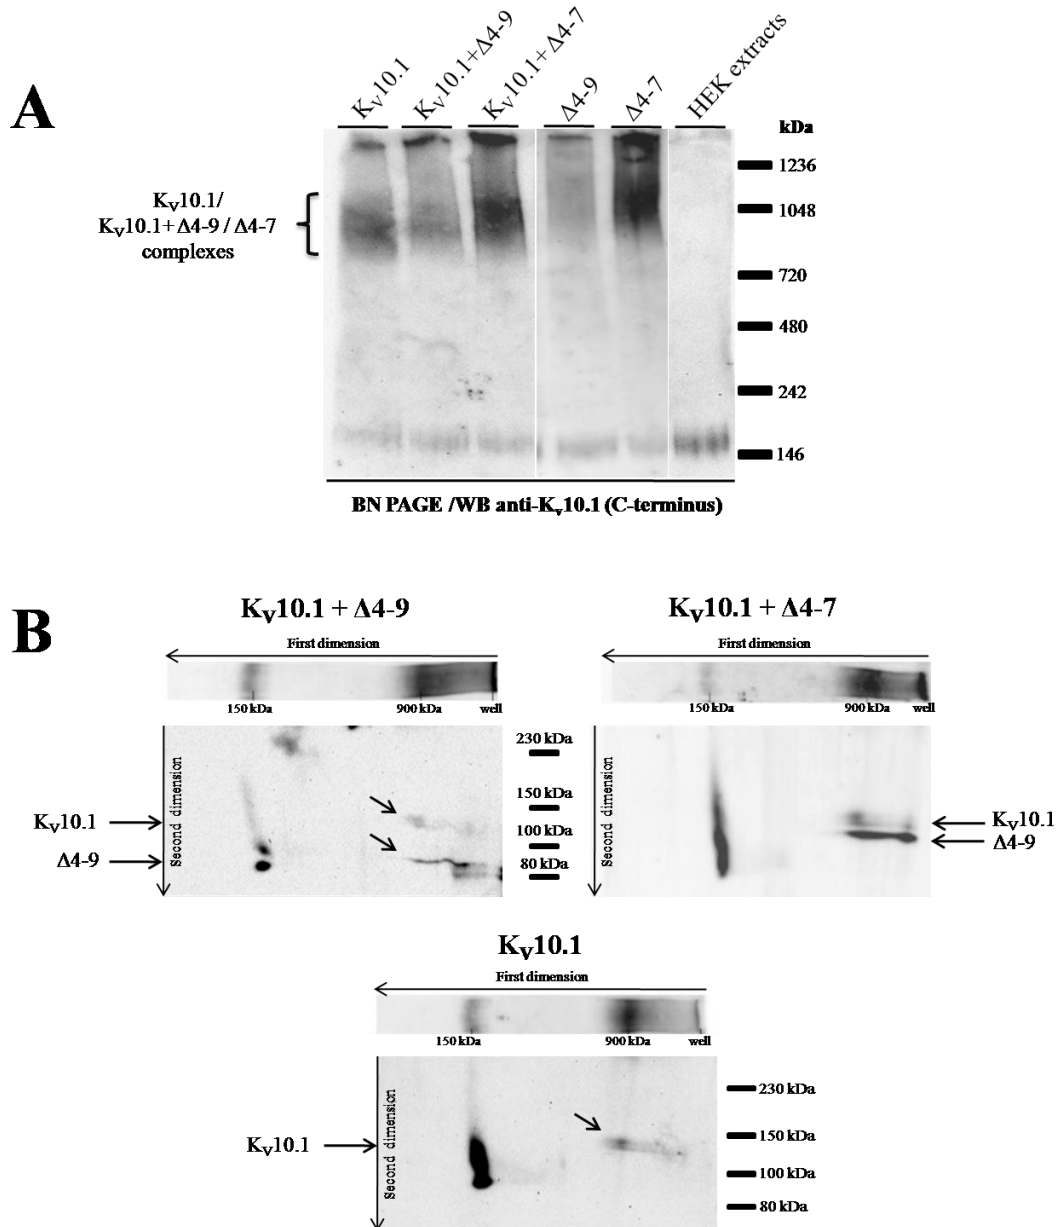 A
Kv10.1
Kv10.1+Δ4-9
Kv10.1+Δ4-7
Δ4-9
Δ4-7
HEK extracts
kDa
1236
1048
720
480
242
146
Kv10.1/
Kv10.1+Δ4-9 / Δ4-7
complexes
BN PAGE /WB anti-Kv10.1 (C-terminus)
B
Kv10.1 + Δ4-9
First dimension
150 kDa
900 kDa
well
Second dimension
Kv10.1
Δ4-9
230 kDa
150 kDa
100 kDa
80 kDa
Kv10.1 + Δ4-7
First dimension
150 kDa
900 kDa
well
Second dimension
Kv10.1
Δ4-9
Kv10.1
First dimension
150 kDa
900 kDa
well
Second dimension
Kv10.1
230 kDa
150 kDa
100 kDa
80 kDa